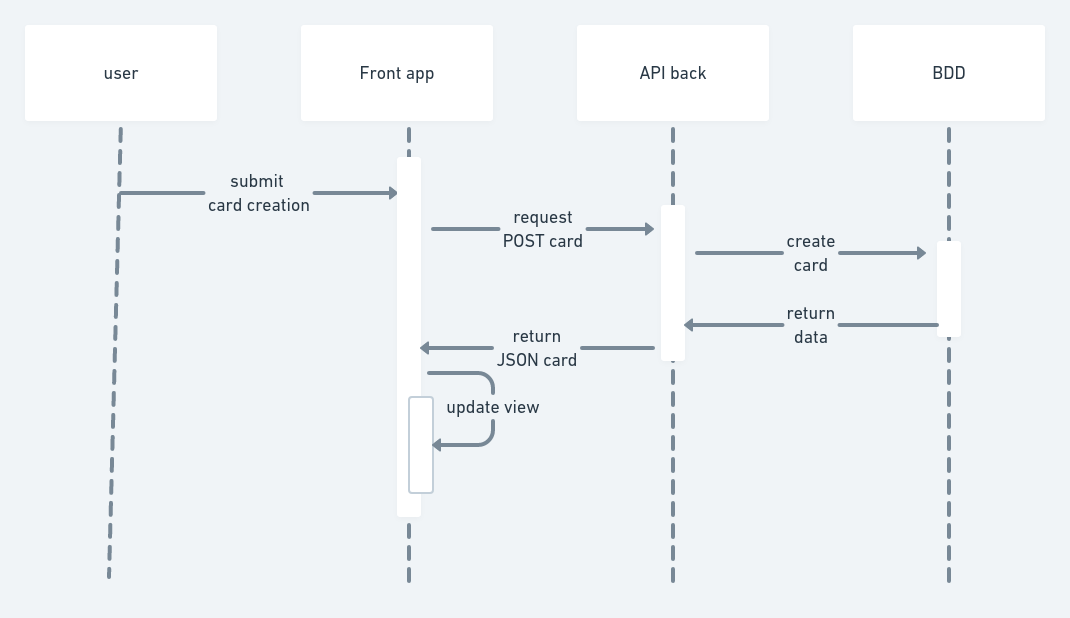 user
Front app
API back
BDD
submit
card creation
request
POST card
create
card
return
data
return
JSON card
update view